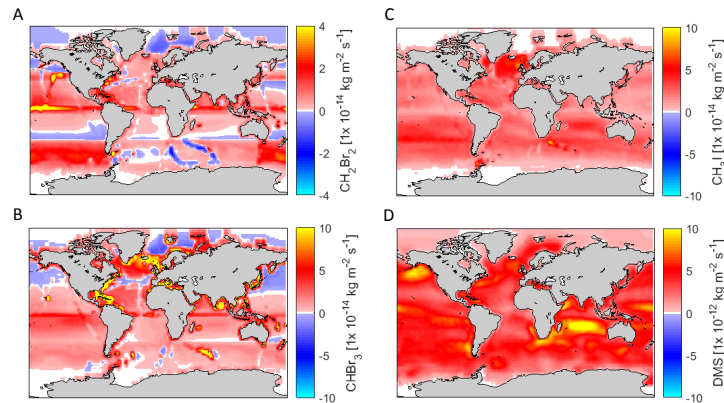 A
4
2
0
-2
-4
CH2Br2 [1x 10-14 kg m-2 s-1]
C
10
5
0
-5
-10
CH3I [1x 10-14 kg m-2 s-1]
B
10
5
0
-5
-10
CHBr3 [1x 10-14 kg m-2 s-1]
D
10
5
0
-5
-10
DMS [1x 10-12 kg m-2 s-1]